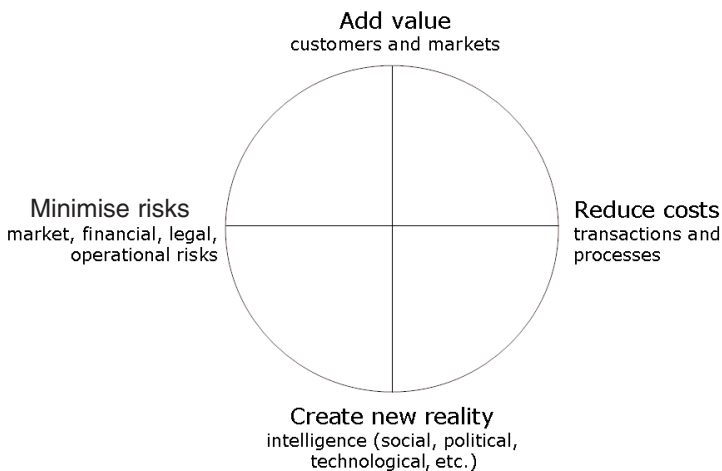 Add value
customers and markets
Minimise risks
market, financial, legal,
operational risks
Reduce costs
transactions and
processes
Create new reality
intelligence (social, political,
technological, etc.)